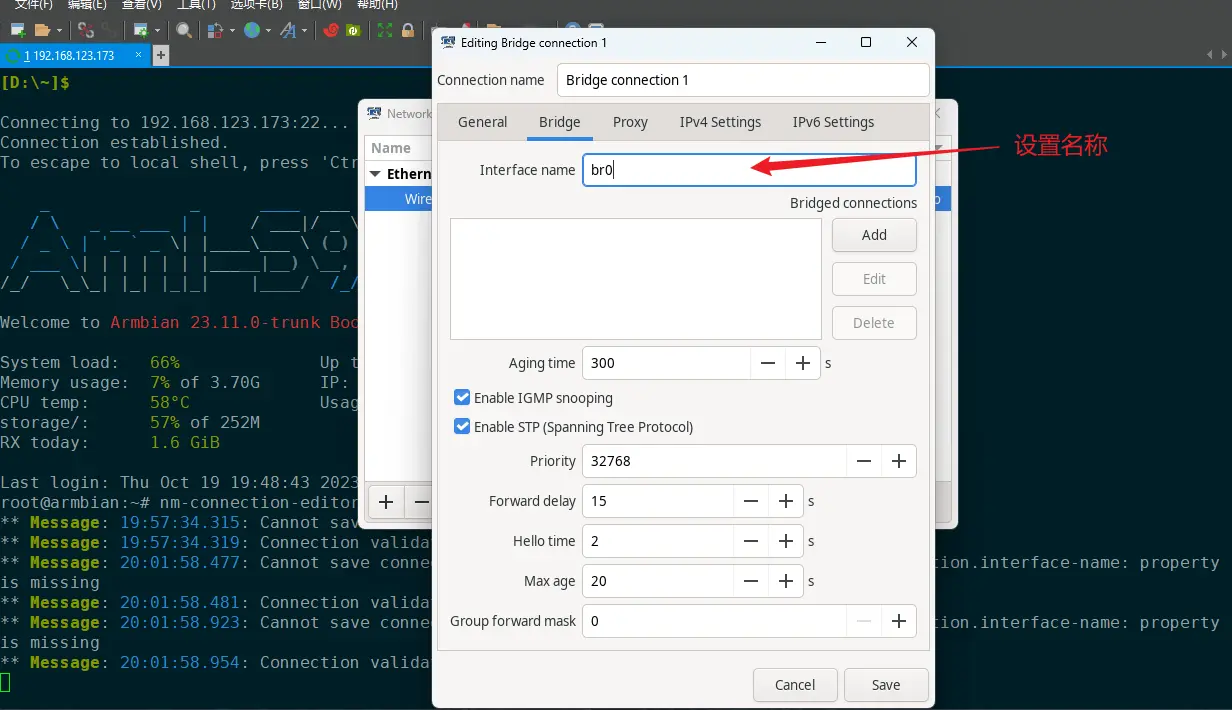 文件(F) 编辑(E) 查看(V) 工具(T) 选项卡(B) 窗口(W) 帮助(H)
1 192.168.123.173 × +
[D:\~]$
Connecting to 192.168.123.173:22...
Connection established.
To escape to local shell, press 'Ctr
Welcome to Armbian 23.11.0-trunk Boo
System load: 66% Up t
Memory usage: 7% of 3.70G IP:
CPU temp: 58°C Usag
storage/: 57% of 252M
RX today: 1.6 GiB
Last login: Thu Oct 19 19:48:43 2023
root@armbian:~# nm-connection-editor
** Message: 19:57:34.315: Cannot sav
** Message: 19:57:34.319: Connection valida
** Message: 20:01:58.477: Cannot save conne
tion.interface-name: property
is missing
** Message: 20:01:58.481: Connection valida
** Message: 20:01:58.923: Cannot save conne
tion.interface-name: property
is missing
** Message: 20:01:58.954: Connection valida
Network
Name
Ethern
Wire
Editing Bridge connection 1
Connection name Bridge connection 1
General Bridge Proxy IPv4 Settings IPv6 Settings
Interface name br0
设置名称
Bridged connections
Add
Edit
Delete
Aging time 300 s
Enable IGMP snooping
Enable STP (Spanning Tree Protocol)
Priority 32768
Forward delay 15 s
Hello time 2 s
Max age 20 s
Group forward mask 0
Cancel Save